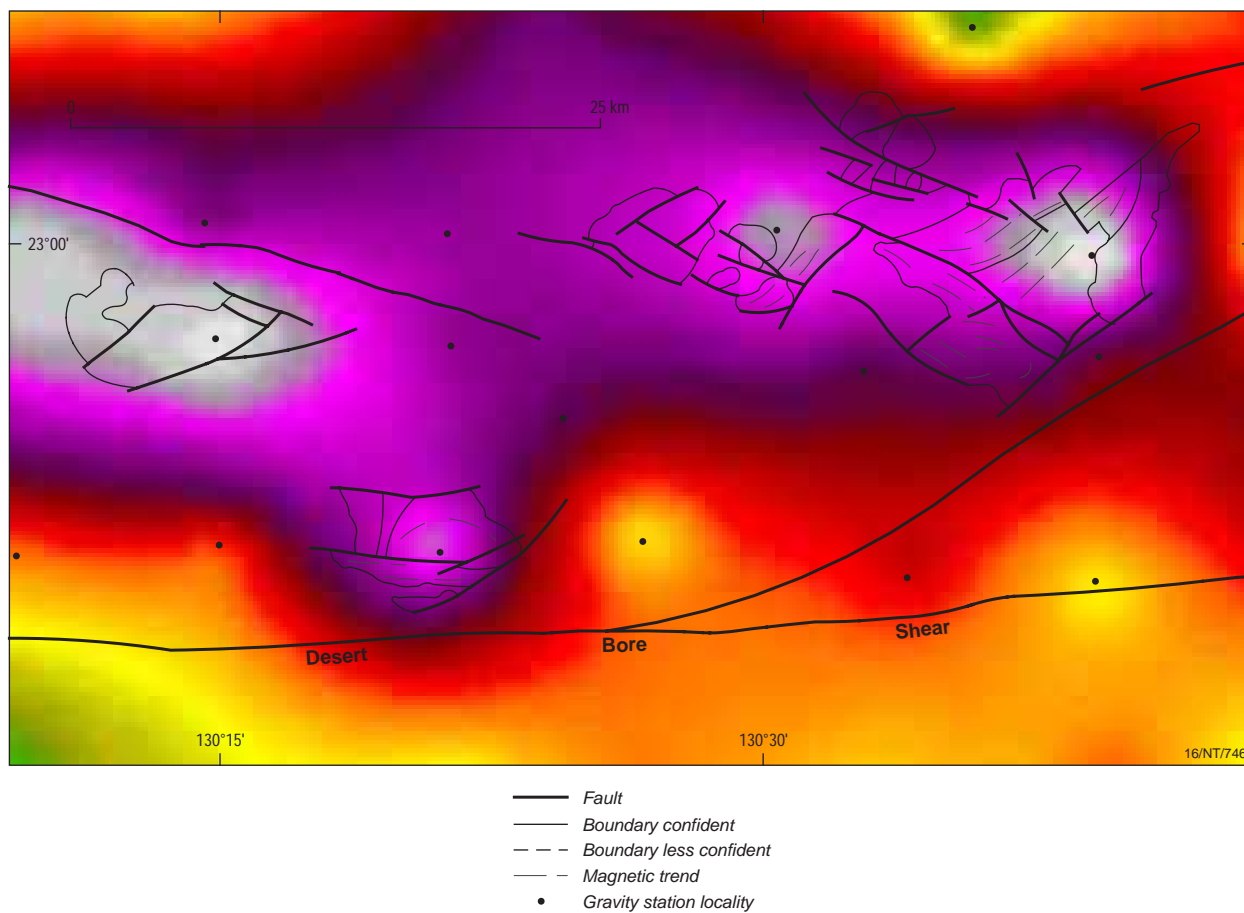 0 25 km
23°00'
Desert Bore Shear
130°15' 130°30'
16/NT/746
Fault
Boundary confident
Boundary less confident
Magnetic trend
Gravity station locality